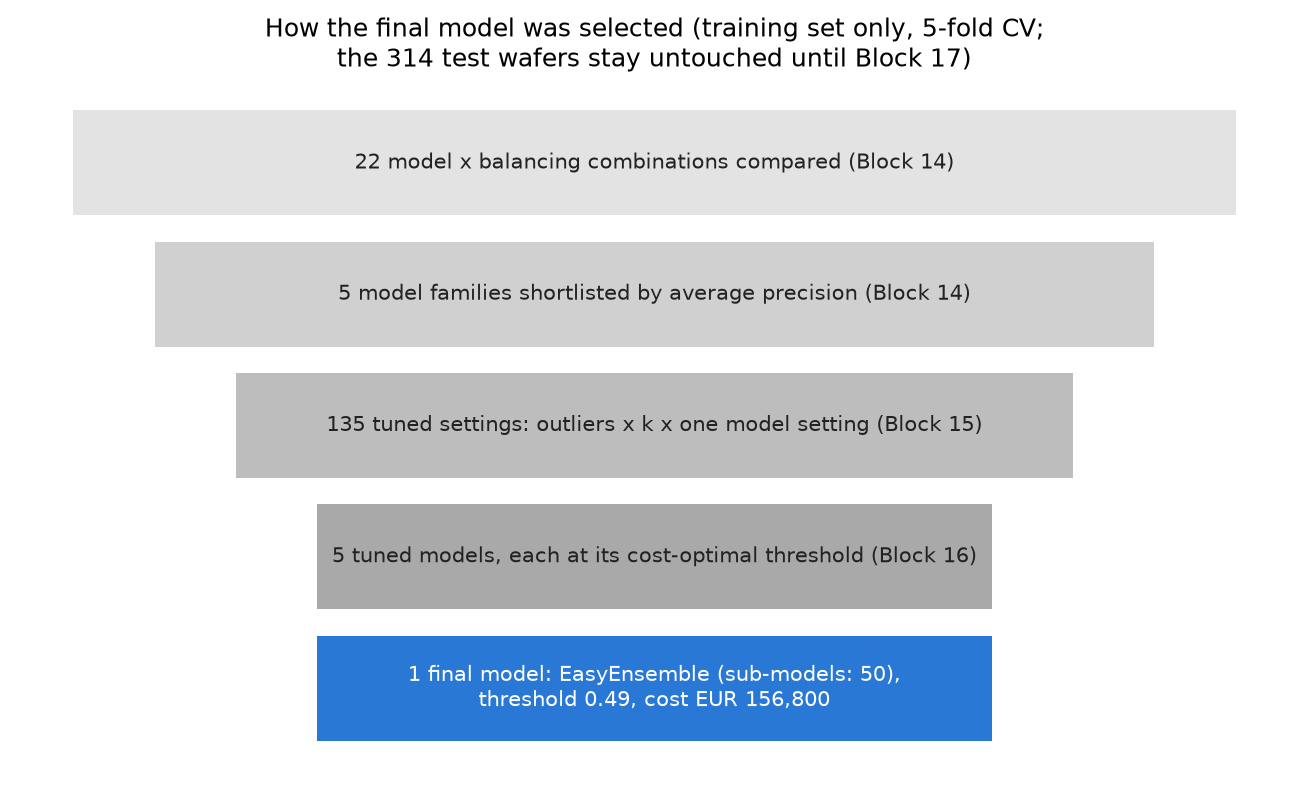 How the final model was selected (training set only, 5-fold CV;
the 314 test wafers stay untouched until Block 17)
22 model x balancing combinations compared (Block 14)
5 model families shortlisted by average precision (Block 14)
135 tuned settings: outliers x k x one model setting (Block 15)
5 tuned models, each at its cost-optimal threshold (Block 16)
1 final model: EasyEnsemble (sub-models: 50),
threshold 0.49, cost EUR 156,800